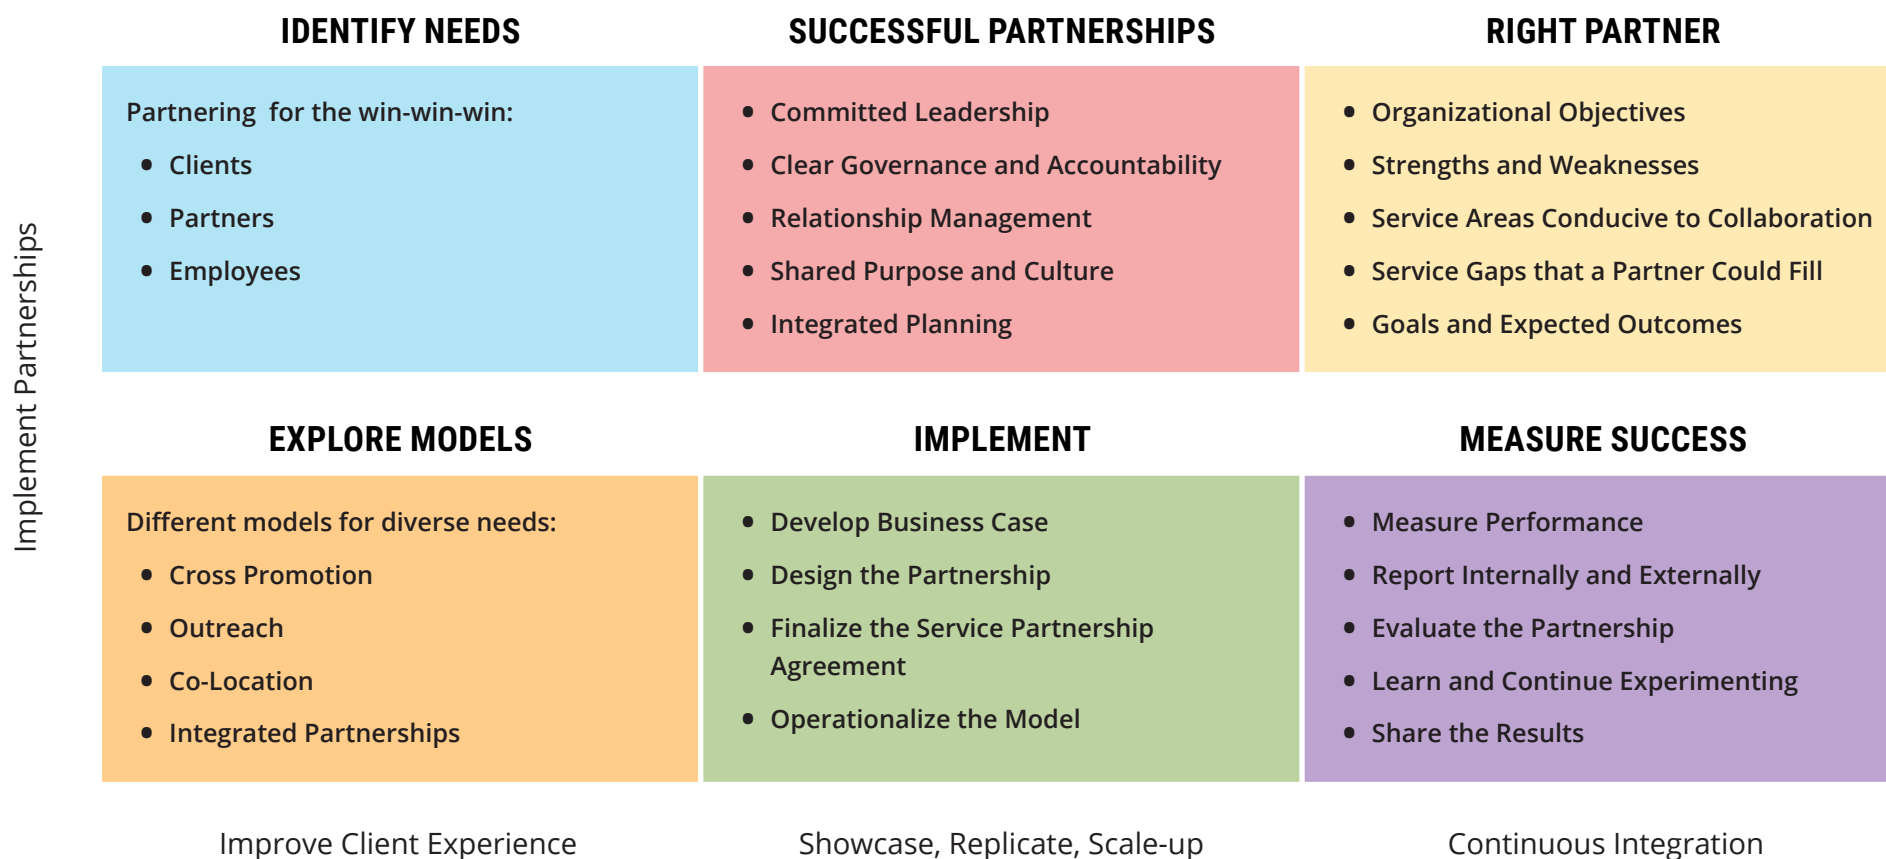 IDENTIFY NEEDS
Partnering for the win-win-win:
• Clients
• Partners
• Employees
SUCCESSFUL PARTNERSHIPS
• Committed Leadership
• Clear Governance and Accountability
• Relationship Management
• Shared Purpose and Culture
• Integrated Planning
RIGHT PARTNER
• Organizational Objectives
• Strengths and Weaknesses
• Service Areas Conducive to Collaboration
• Service Gaps that a Partner Could Fill
• Goals and Expected Outcomes
Implement Partnerships
EXPLORE MODELS
Different models for diverse needs:
• Cross Promotion
• Outreach
• Co-Location
• Integrated Partnerships
IMPLEMENT
• Develop Business Case
• Design the Partnership
• Finalize the Service Partnership
Agreement
• Operationalize the Model
MEASURE SUCCESS
• Measure Performance
• Report Internally and Externally
• Evaluate the Partnership
• Learn and Continue Experimenting
• Share the Results
Improve Client Experience
Showcase, Replicate, Scale-up
Continuous Integration